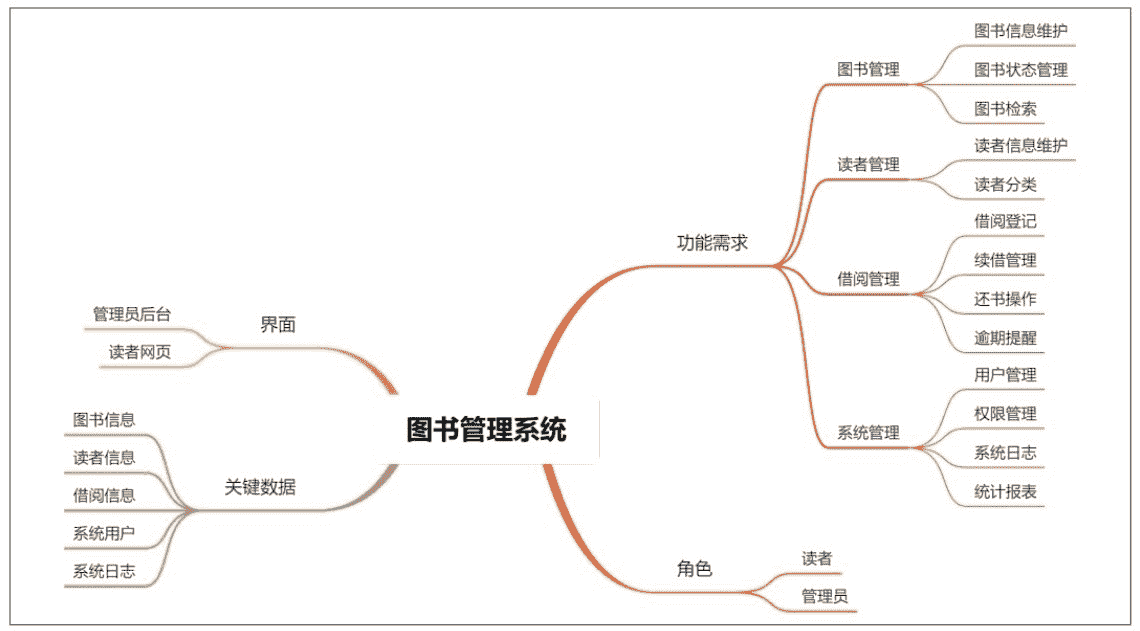 图书管理系统
功能需求
图书管理
图书信息维护
图书状态管理
图书检索
读者管理
读者信息维护
读者分类
借阅管理
借阅登记
续借管理
还书操作
逾期提醒
系统管理
用户管理
权限管理
系统日志
统计报表
角色
读者
管理员
界面
管理员后台
读者网页
关键数据
图书信息
读者信息
借阅信息
系统用户
系统日志